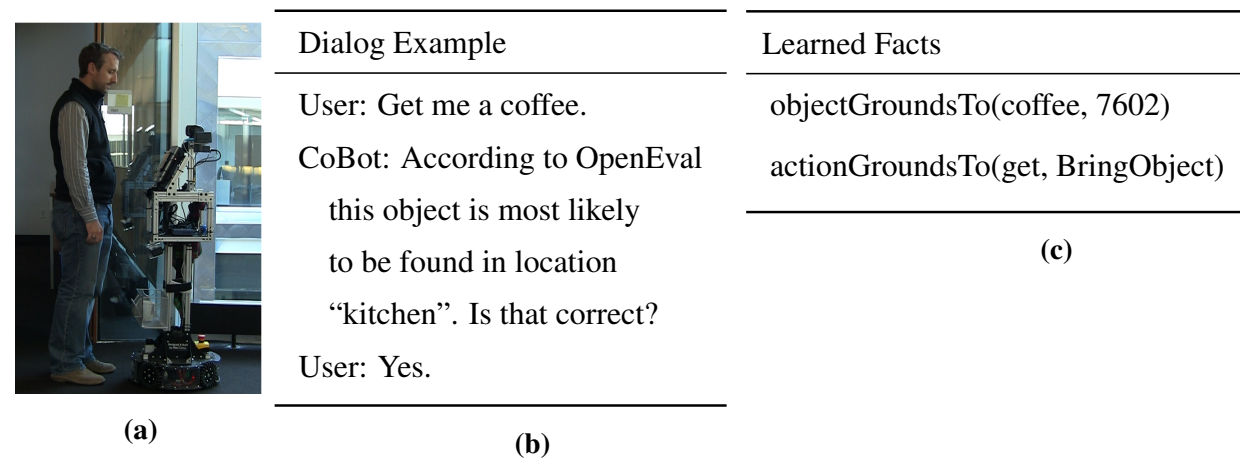 Dialog Example
User: Get me a coffee.
CoBot: According to OpenEval
this object is most likely
to be found in location
“kitchen”. Is that correct?
User: Yes.
Learned Facts
objectGroundsTo(coffee, 7602)
actionGroundsTo(get, BringObject)
(a)
(b)
(c)